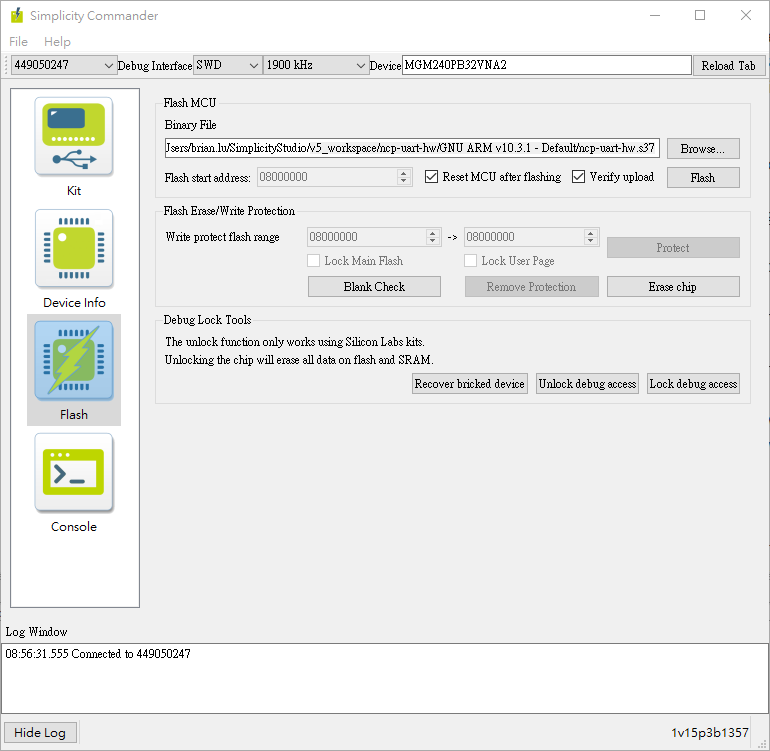 Simplicity Commander
File Help
449050247 Debug Interface SWD 1900 kHz Device MGM240PB32VNA2 Reload Tab
Kit
Device Info
Flash
Console
Flash MCU
Binary File
Jsers/brian.lu/SimplicityStudio/v5_workspace/ncp-uart-hw/GNU ARM v10.3.1 - Default/ncp-uart-hw.s37 Browse...
Flash start address: 08000000 Reset MCU after flashing Verify upload Flash
Flash Erase/Write Protection
Write protect flash range 08000000 -> 08000000 Protect
Lock Main Flash Lock User Page
Blank Check Remove Protection Erase chip
Debug Lock Tools
The unlock function only works using Silicon Labs kits.
Unlocking the chip will erase all data on flash and SRAM.
Recover bricked device Unlock debug access Lock debug access
Log Window
08:56:31.555 Connected to 449050247
Hide Log 1v15p3b1357